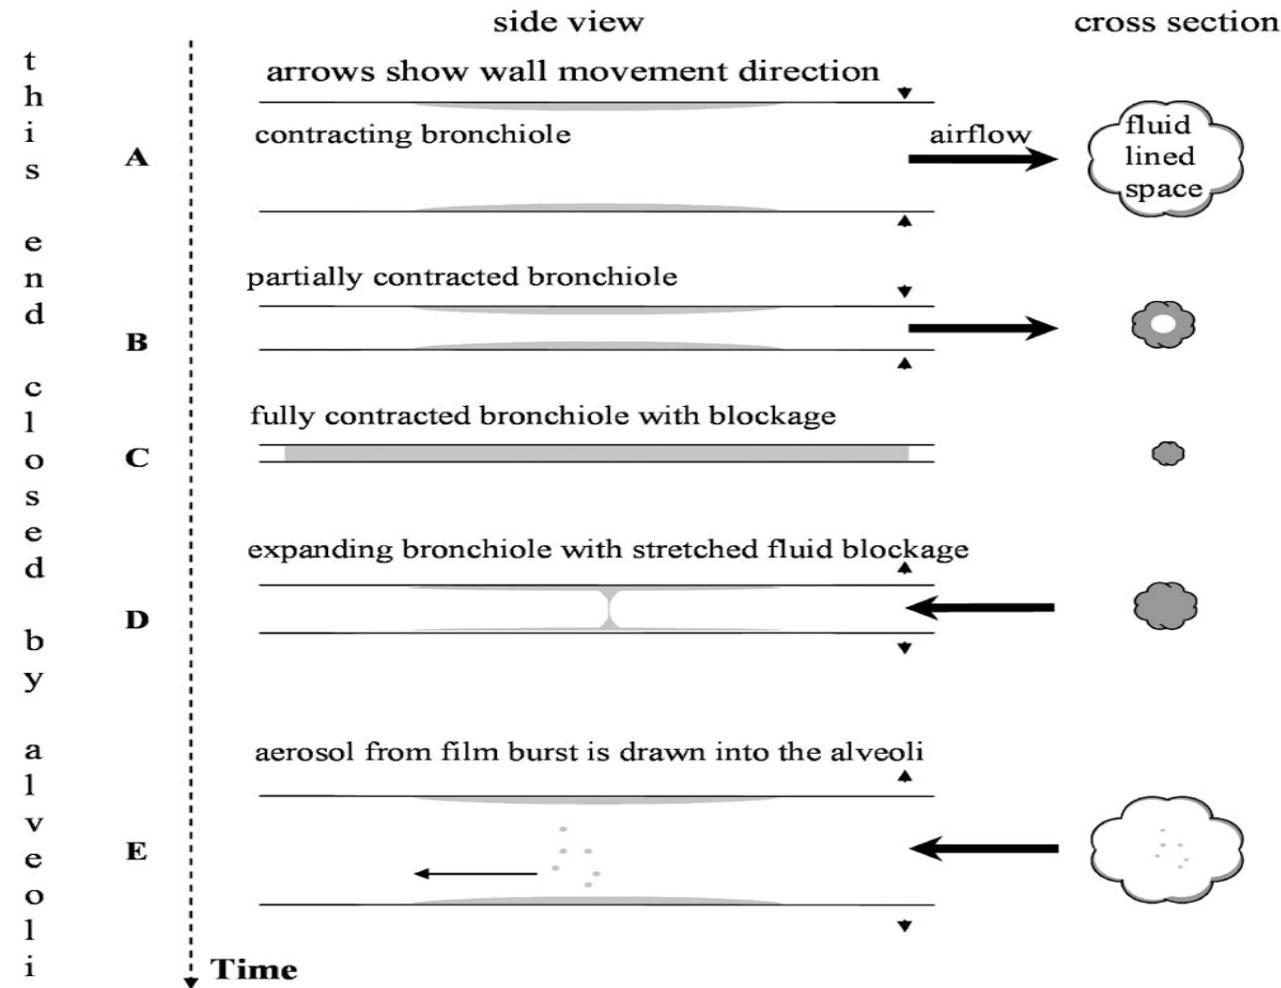 side view
cross section
this end closed by alveoli
arrows show wall movement direction
A
contracting bronchiole
airflow
fluid
lined
space
partially contracted bronchiole
B
fully contracted bronchiole with blockage
C
expanding bronchiole with stretched fluid blockage
D
aerosol from film burst is drawn into the alveoli
E
Time